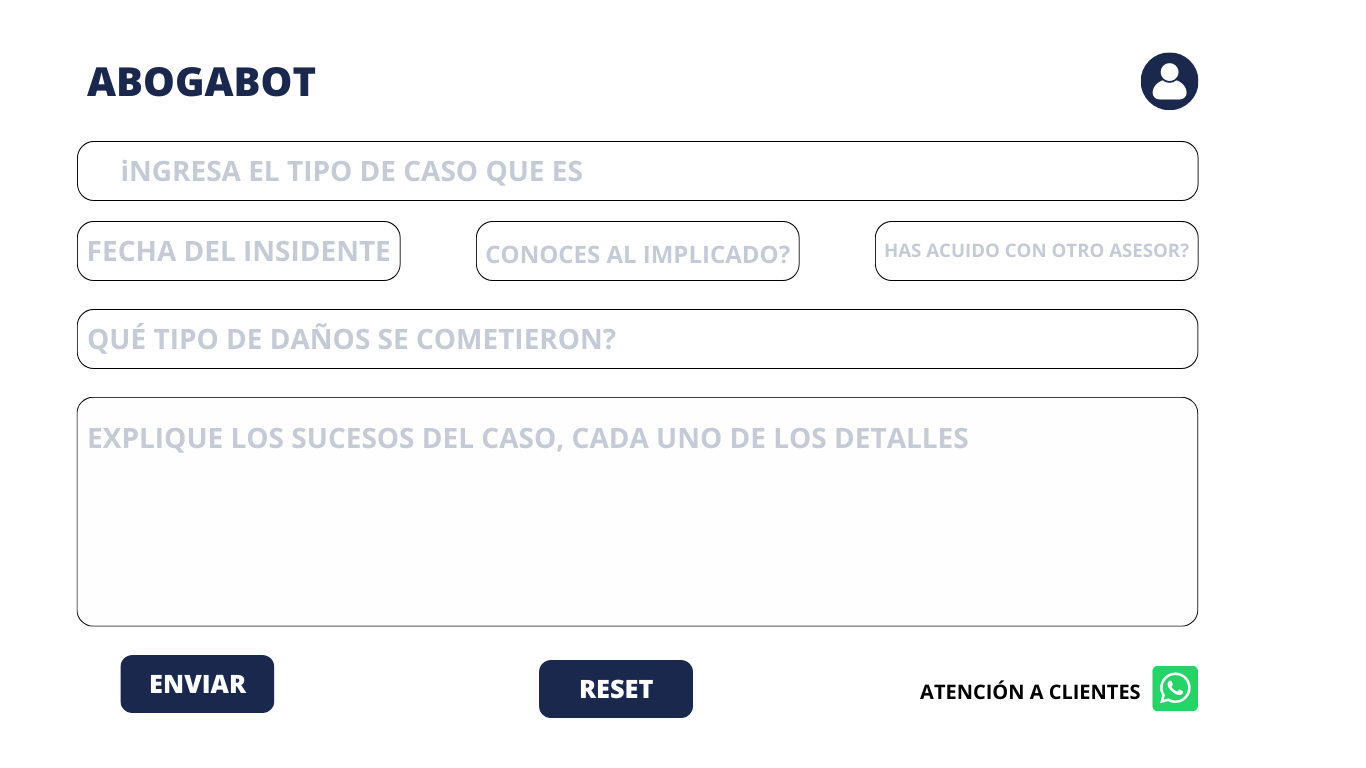 ABOGABOT
iNGRESA EL TIPO DE CASO QUE ES
FECHA DEL INSIDENTE
CONOCES AL IMPLICADO?
HAS ACUIDO CON OTRO ASESOR?
QUÉ TIPO DE DAÑOS SE COMETIERON?
EXPLIQUE LOS SUCESOS DEL CASO, CADA UNO DE LOS DETALLES
ENVIAR
RESET
ATENCIÓN A CLIENTES